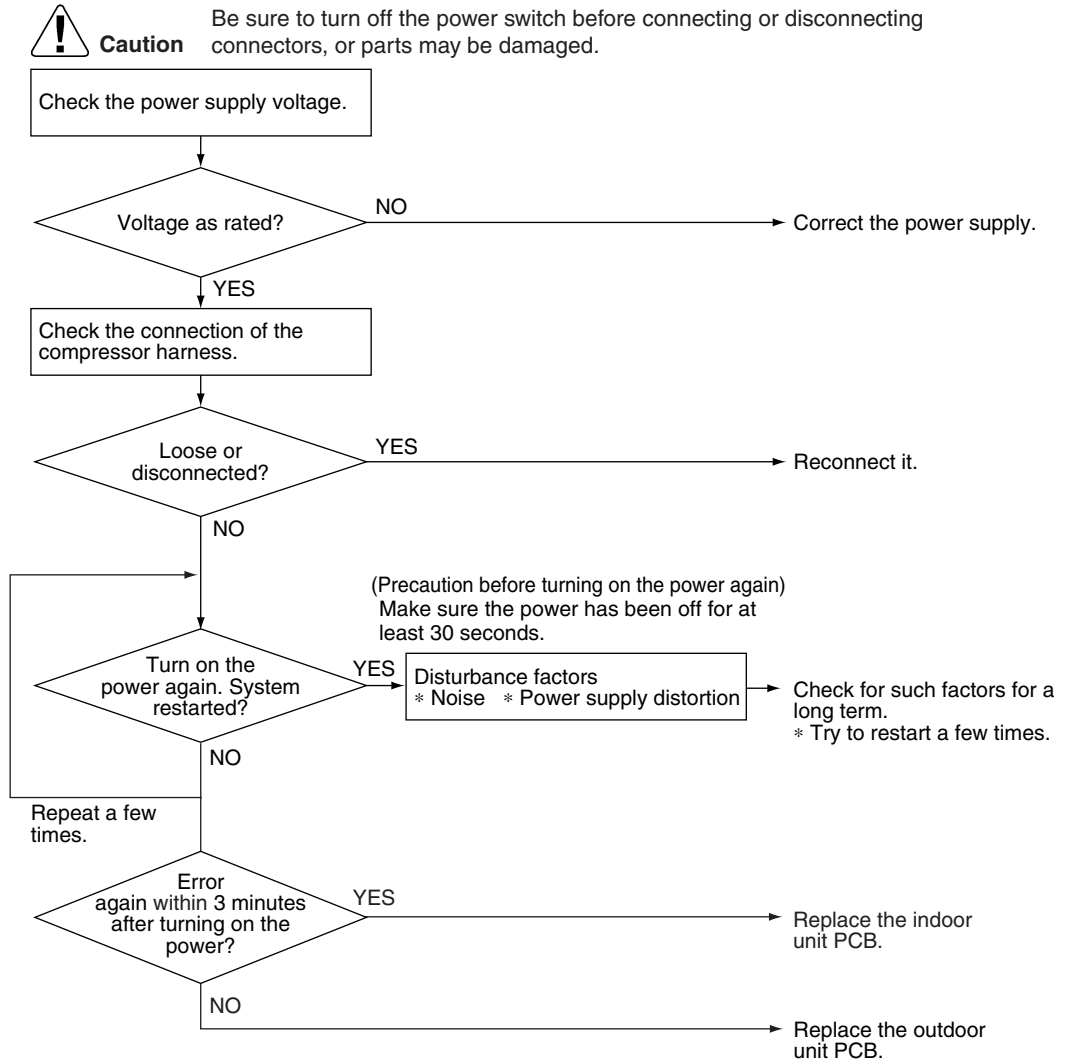 Caution
Be sure to turn off the power switch before connecting or disconnecting
connectors, or parts may be damaged.
Check the power supply voltage.
Voltage as rated?
NO
Correct the power supply.
YES
Check the connection of the
compressor harness.
Loose or
disconnected?
YES
Reconnect it.
NO
(Precaution before turning on the power again)
Make sure the power has been off for at
least 30 seconds.
Turn on the
power again. System
restarted?
YES
Disturbance factors
* Noise * Power supply distortion
Check for such factors for a
long term.
* Try to restart a few times.
NO
Repeat a few
times.
Error
again within 3 minutes
after turning on the
power?
YES
Replace the indoor
unit PCB.
NO
Replace the outdoor
unit PCB.